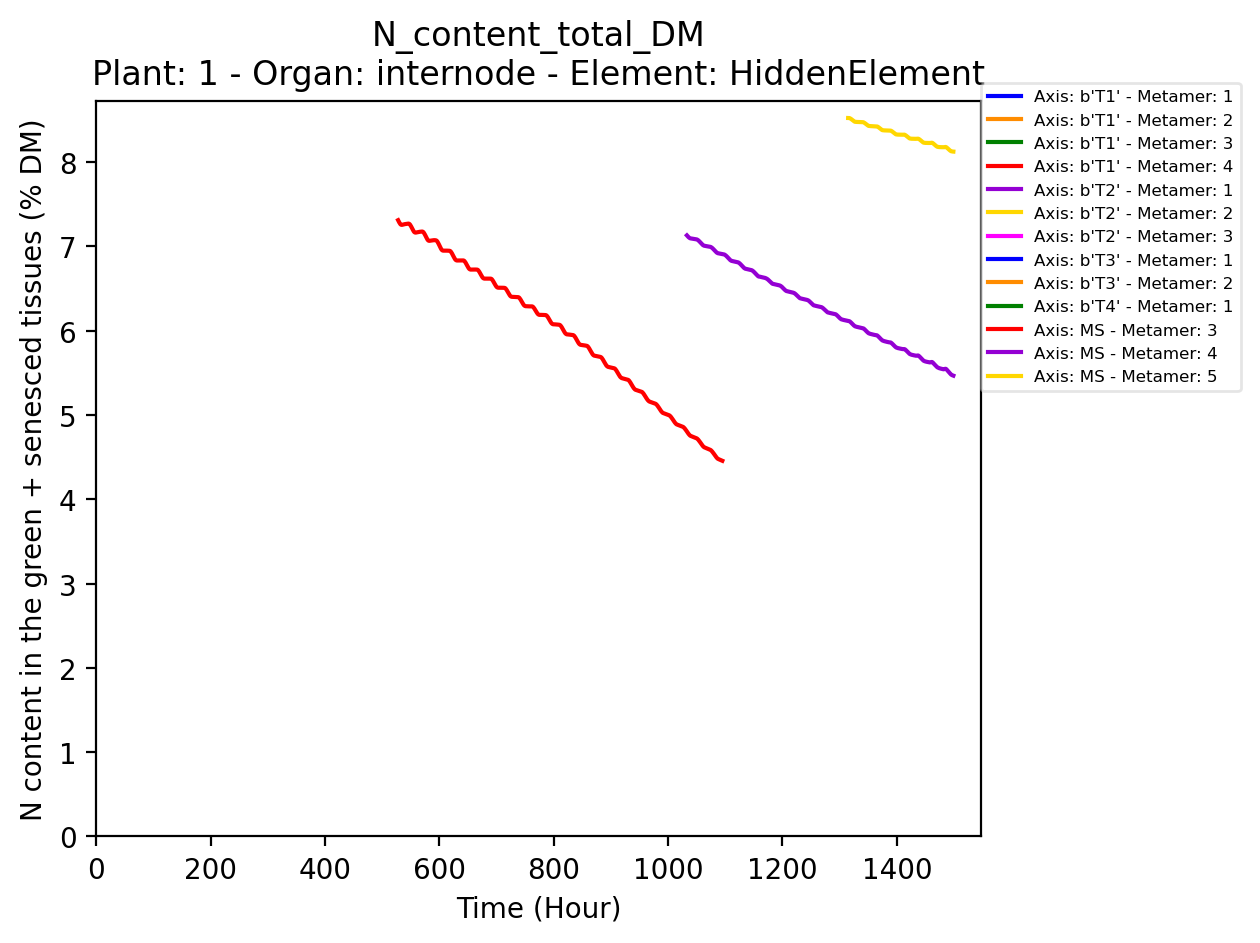 N_content_total_DM
Plant: 1 - Organ: internode - Element: HiddenElement
N content in the green + senesced tissues (% DM)
8
7
6
5
4
3
2
1
0
0 200 400 600 800 1000 1200 1400
Time (Hour)
Axis: b'T1' - Metamer: 1
Axis: b'T1' - Metamer: 2
Axis: b'T1' - Metamer: 3
Axis: b'T1' - Metamer: 4
Axis: b'T2' - Metamer: 1
Axis: b'T2' - Metamer: 2
Axis: b'T2' - Metamer: 3
Axis: b'T3' - Metamer: 1
Axis: b'T3' - Metamer: 2
Axis: b'T4' - Metamer: 1
Axis: MS - Metamer: 3
Axis: MS - Metamer: 4
Axis: MS - Metamer: 5